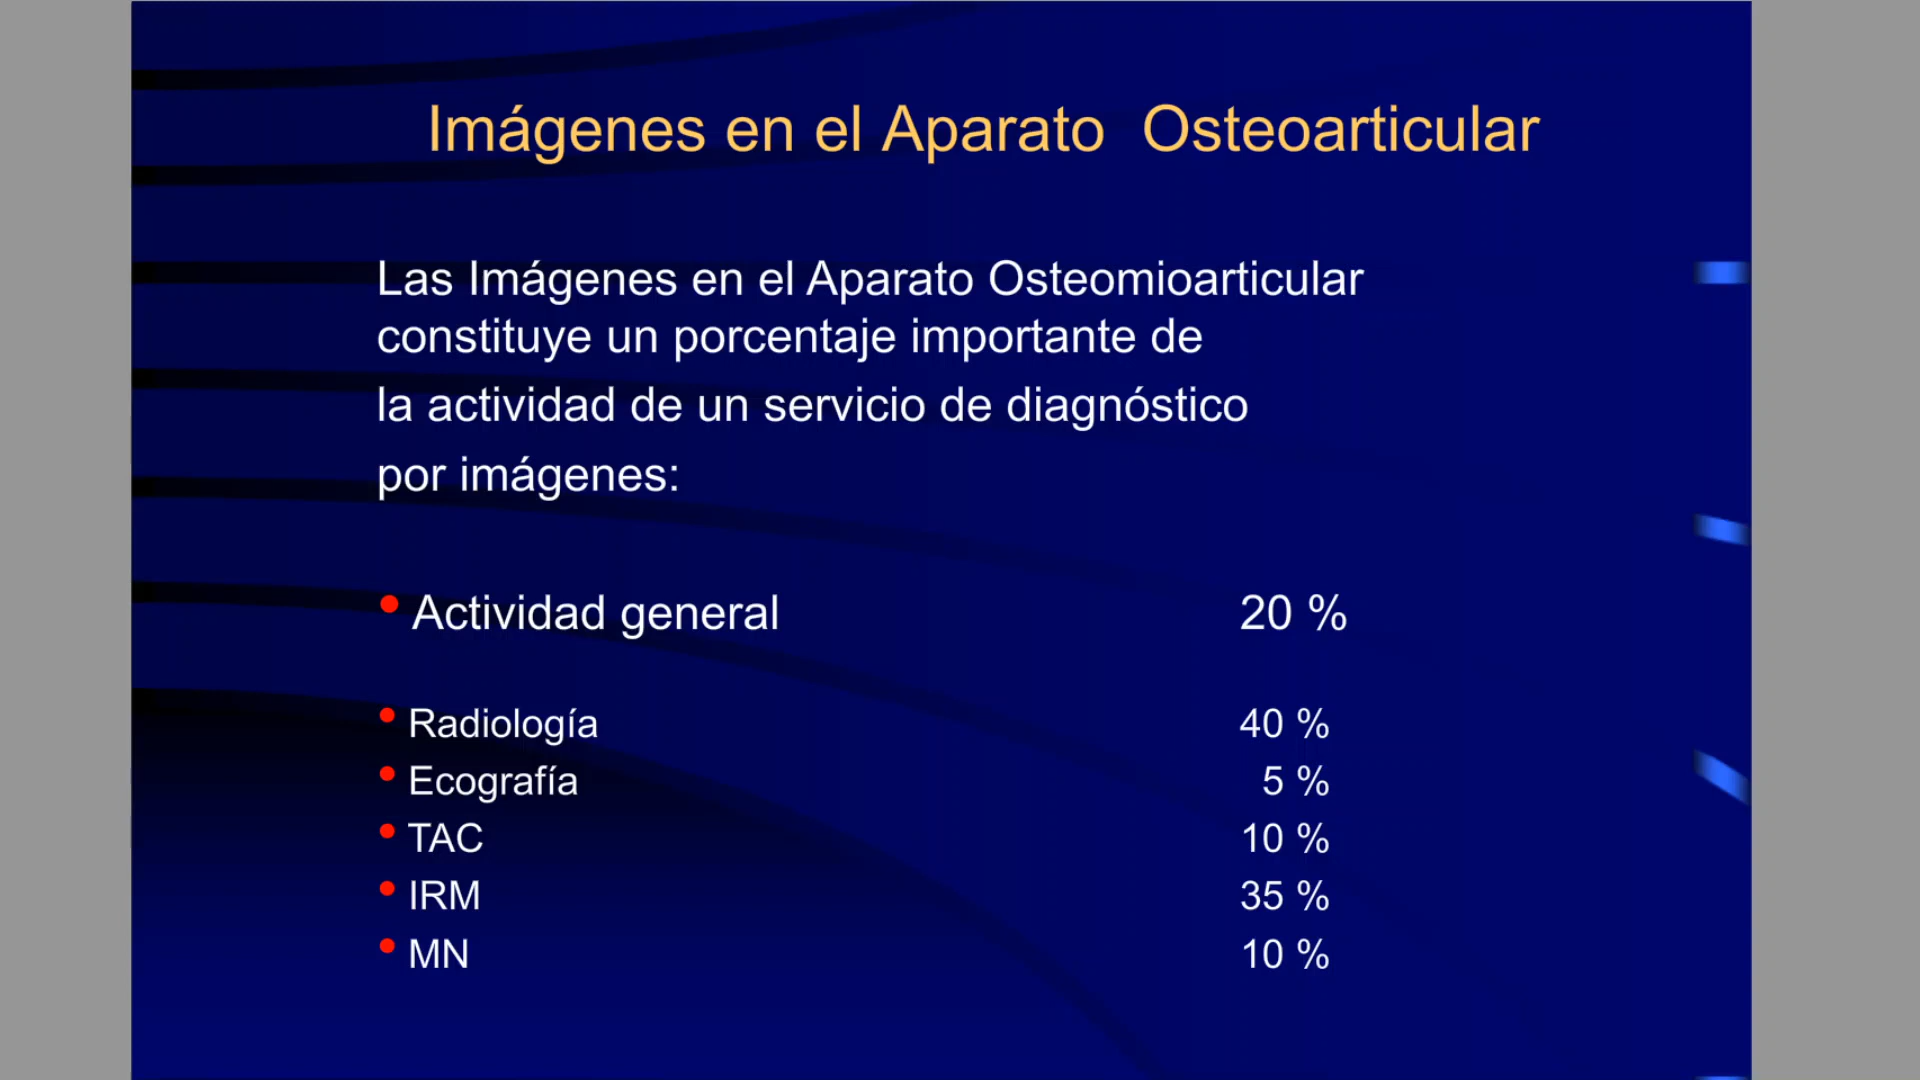 Imágenes en el Aparato  Osteoarticular
Las Imágenes en el Aparato Osteomioarticular
constituye un porcentaje importante de
la actividad de un servicio de diagnóstico
por imágenes:
• Actividad general 20 %
• Radiología 40 %
• Ecografía 5 %
• TAC 10 %
• IRM 35 %
• MN 10 %